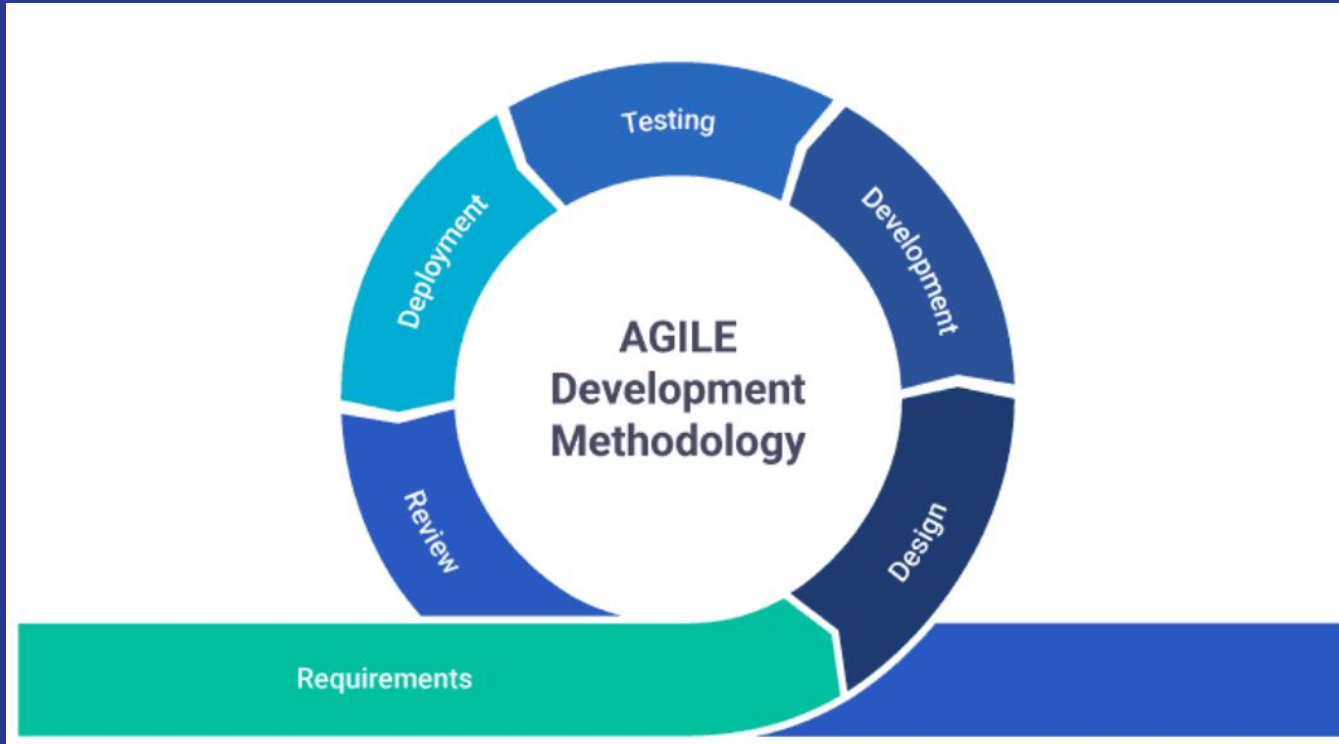 Testing
Development
Deployment
AGILE
Development
Methodology
Review
Design
Requirements